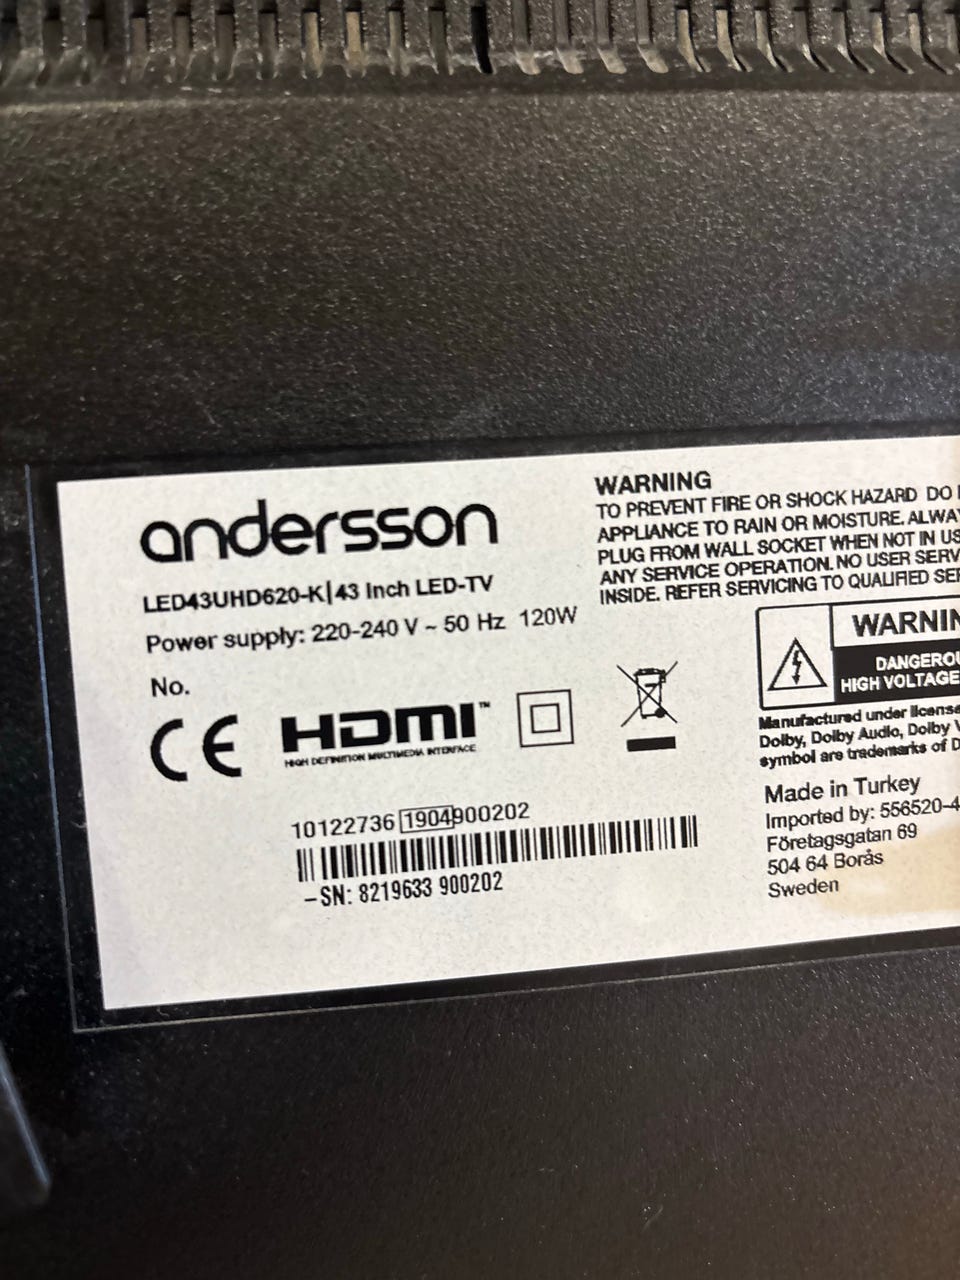 andersson
LED43UHD620-K|43 Inch LED-TV
Power supply: 220-240 V ~ 50 Hz 120W
No.
CE HDMI™
HIGH DEFINITION MULTIMEDIA INTERFACE
10122736 1904900202
–SN: 8219633 900202
WARNING
TO PREVENT FIRE OR SHOCK HAZARD DO
APPLIANCE TO RAIN OR MOISTURE. ALWA
PLUG FROM WALL SOCKET WHEN NOT IN US
ANY SERVICE OPERATION. NO USER SERV
INSIDE. REFER SERVICING TO QUALIFIED SE
WARNIN
DANGEROU
HIGH VOLTAGE
Manufactured under license
Dolby, Dolby Audio, Dolby V
symbol are trademarks of D
Made in Turkey
Imported by: 556520-4
Företagsgatan 69
504 64 Borås
Sweden